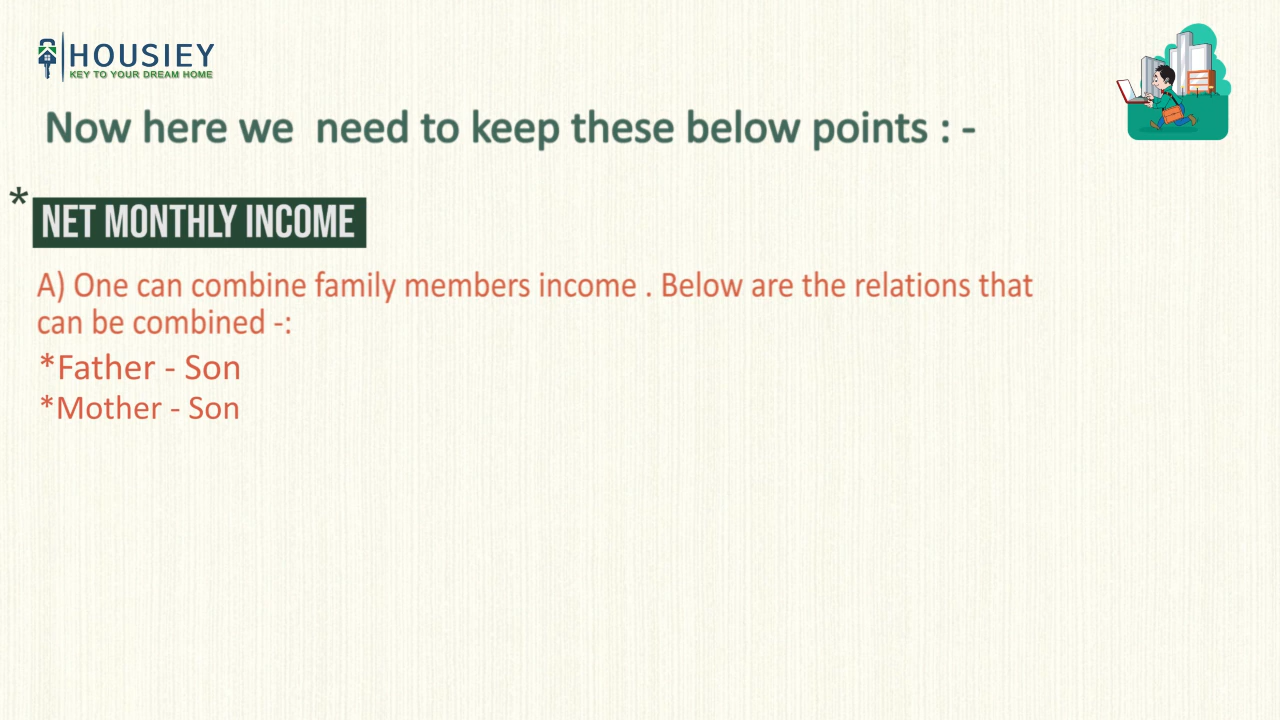 HOUSIEY
KEY TO YOUR DREAM HOME
Now here we need to keep these below points : -
* NET MONTHLY INCOME
A) One can combine family members income . Below are the relations that
can be combined -:
*Father - Son
*Mother - Son